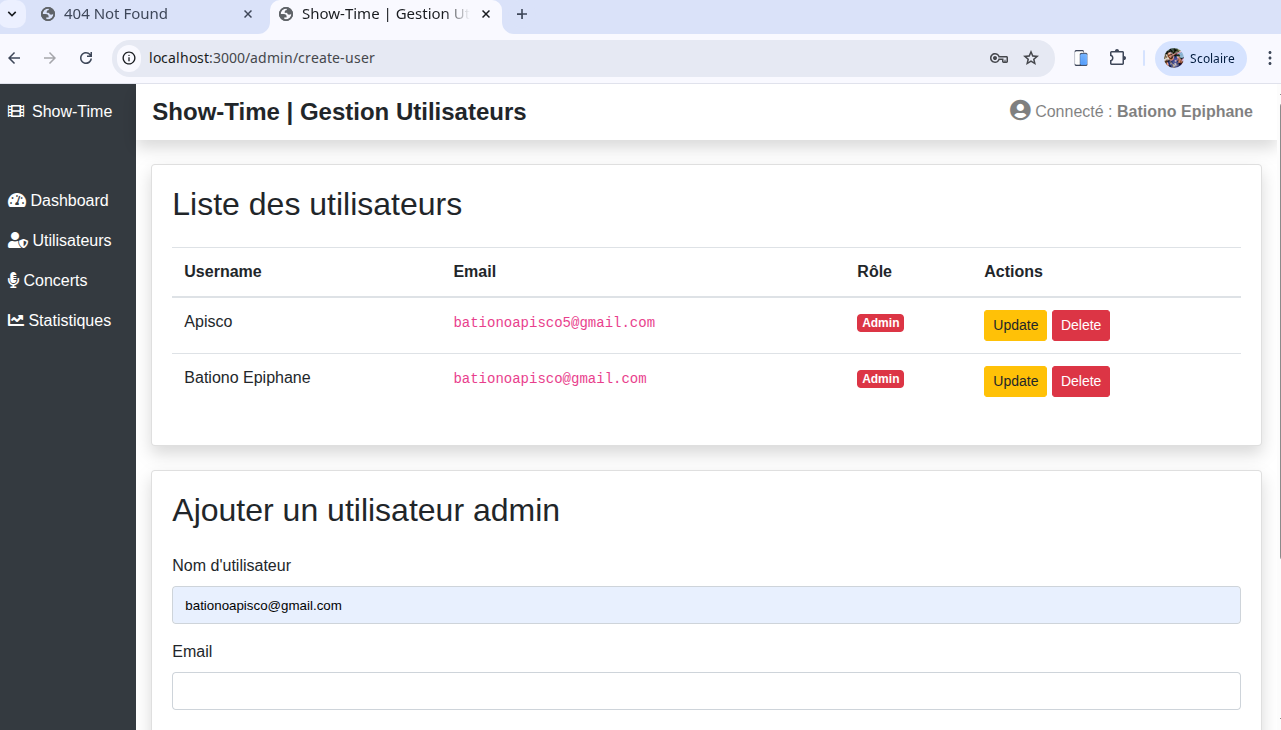 404 Not Found
Show-Time | Gestion Ut
localhost:3000/admin/create-user
Scolaire
Show-Time
Show-Time | Gestion Utilisateurs
Connecté : Bationo Epiphane
Dashboard
Utilisateurs
Concerts
Statistiques
Liste des utilisateurs
Username Email Rôle Actions
Apisco bationoapisco5@gmail.com Admin Update Delete
Bationo Epiphane bationoapisco@gmail.com Admin Update Delete
Ajouter un utilisateur admin
Nom d'utilisateur
bationoapisco@gmail.com
Email